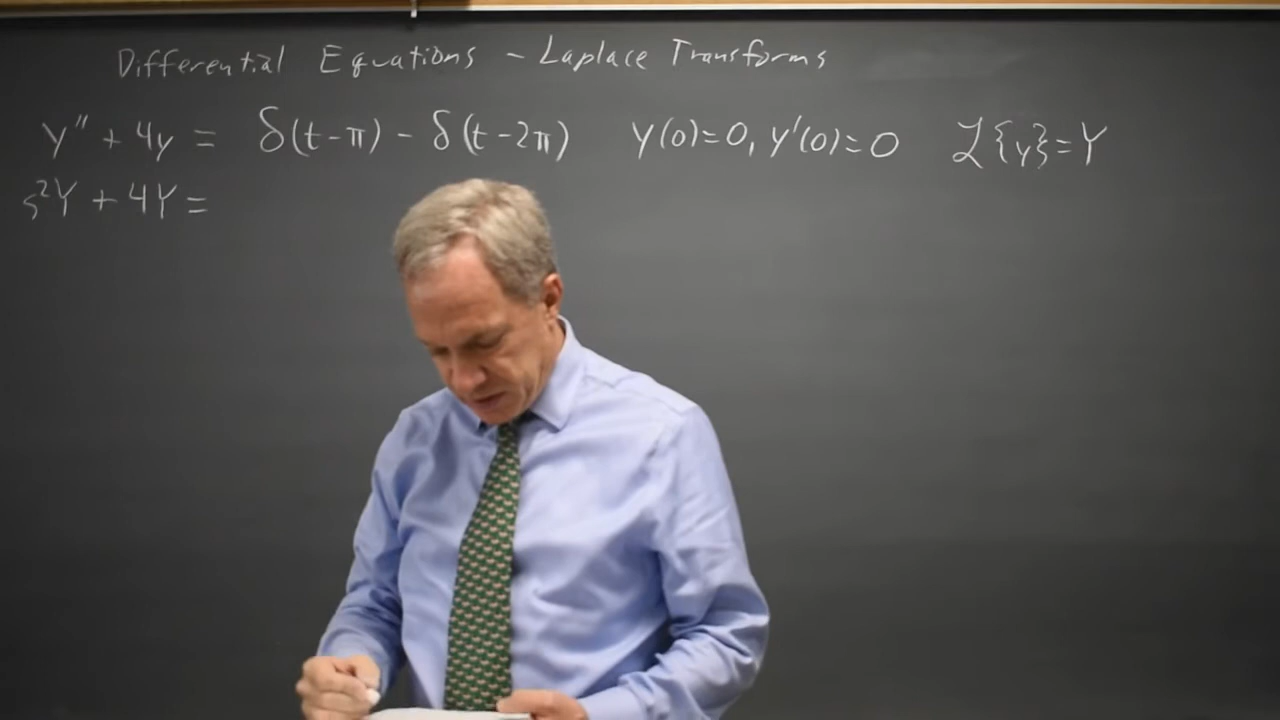 Differential Equations - Laplace Transforms
y'' + 4y = δ(t-π) - δ(t-2π) y(0)=0, y'(0)=0 ℒ{y}=Y
s²Y + 4Y =